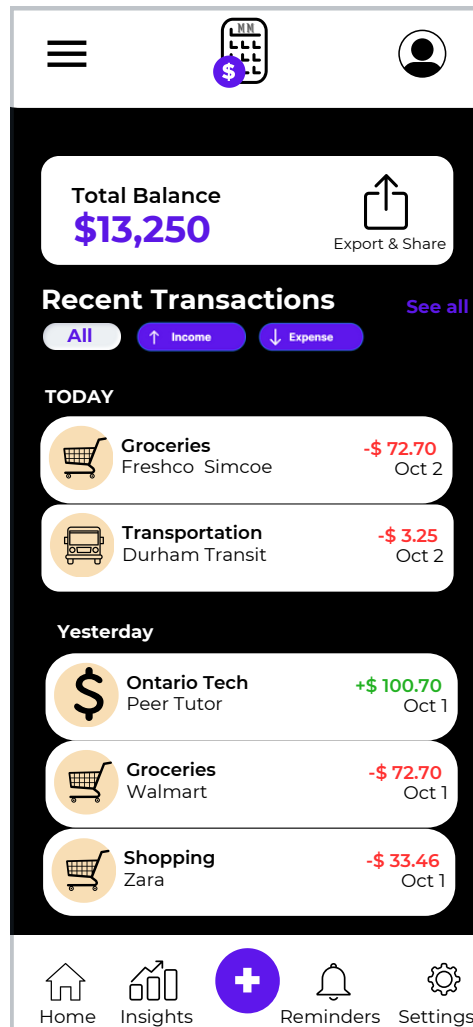 MM
$
Total Balance
$13,250
Export & Share
Recent Transactions
See all
All
↑ Income
↓ Expense
TODAY
Groceries
-$ 72.70
Freshco Simcoe
Oct 2
Transportation
-$ 3.25
Durham Transit
Oct 2
Yesterday
$
Ontario Tech
+$ 100.70
Peer Tutor
Oct 1
Groceries
-$ 72.70
Walmart
Oct 1
Shopping
-$ 33.46
Zara
Oct 1
Home
Insights
Reminders
Settings